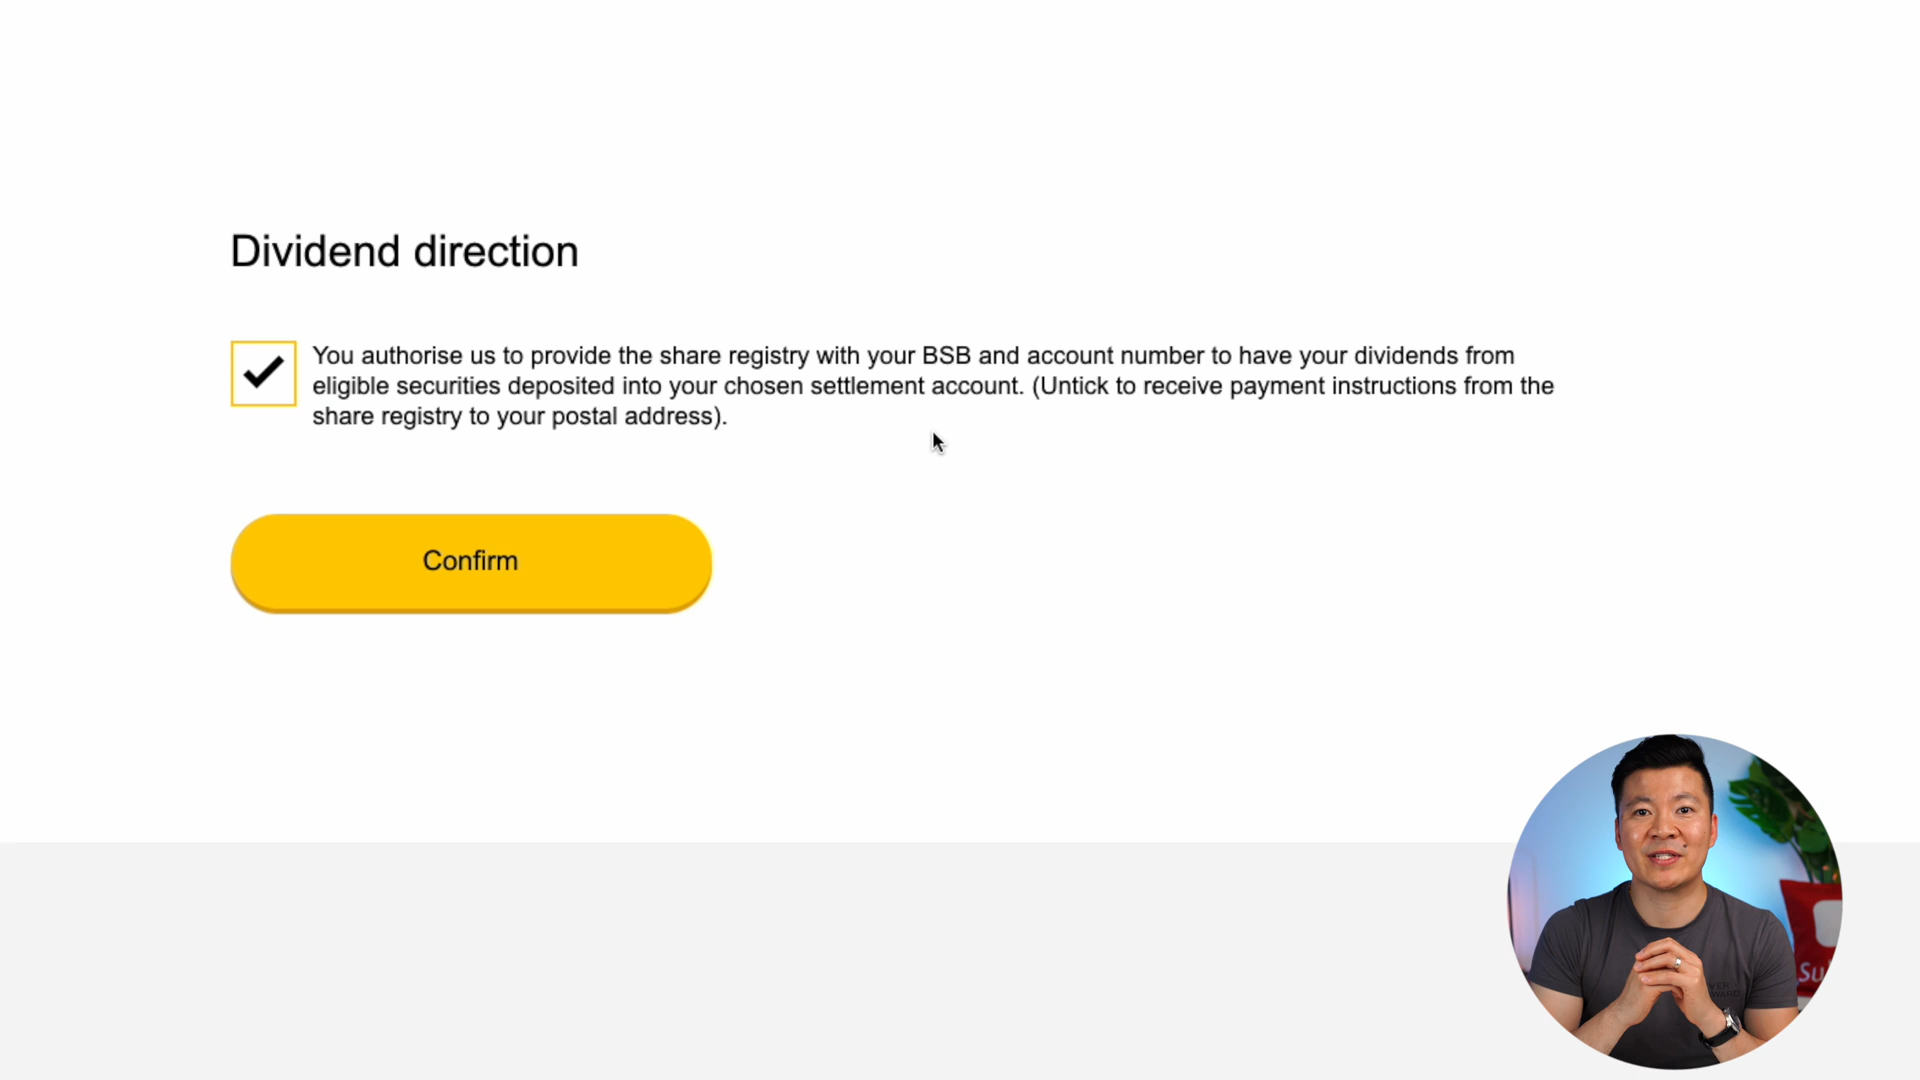 Dividend direction
You authorise us to provide the share registry with your BSB and account number to have your dividends from
eligible securities deposited into your chosen settlement account. (Untick to receive payment instructions from the
share registry to your postal address).
Confirm